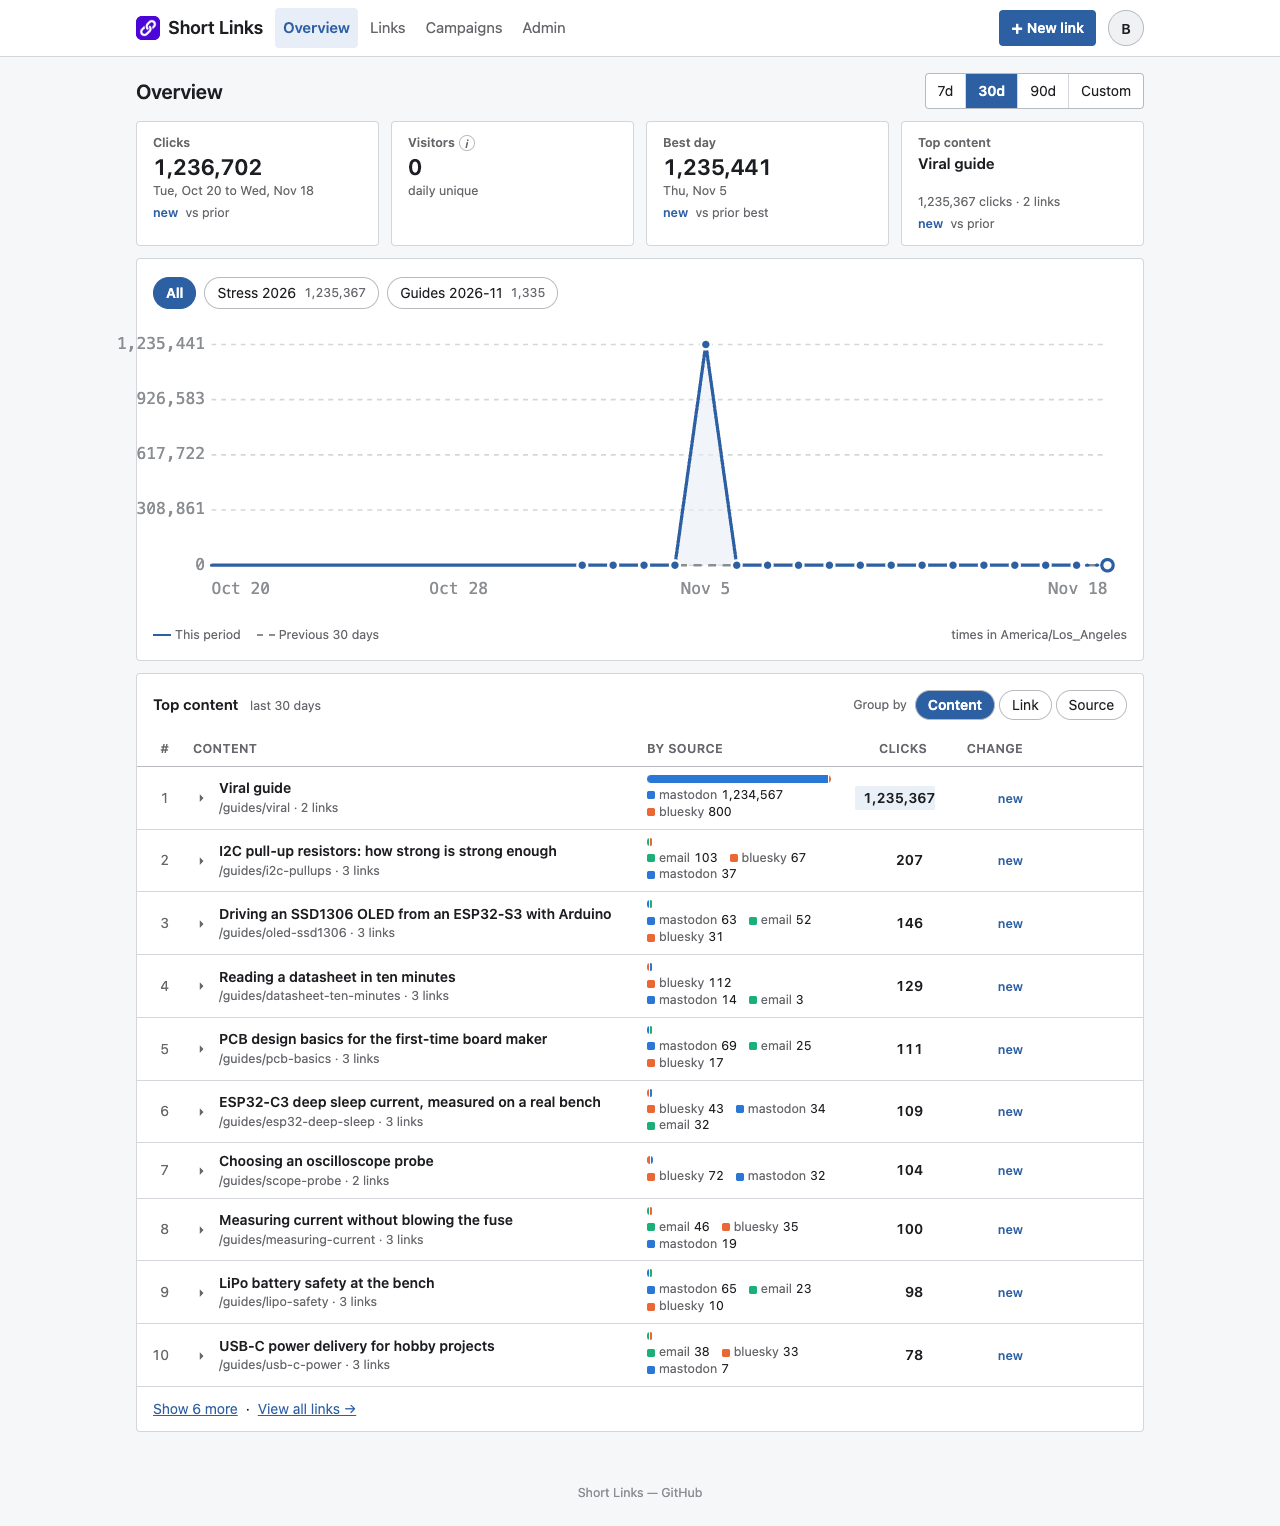 Short Links
Overview
Links
Campaigns
Admin
+ New link
B
Overview
7d
30d
90d
Custom
Clicks
1,236,702
Tue, Oct 20 to Wed, Nov 18
new vs prior
Visitors i
0
daily unique
Best day
1,235,441
Thu, Nov 5
new vs prior best
Top content
Viral guide
1,235,367 clicks · 2 links
new vs prior
All
Stress 2026 1,235,367
Guides 2026-11 1,335
1,235,441
926,583
617,722
308,861
0
Oct 20
Oct 28
Nov 5
Nov 18
This period
Previous 30 days
times in America/Los_Angeles
Top content last 30 days
Group by
Content
Link
Source
# CONTENT BY SOURCE CLICKS CHANGE
1
Viral guide
/guides/viral · 2 links
mastodon 1,234,567
bluesky 800
1,235,367
new
2
I2C pull-up resistors: how strong is strong enough
/guides/i2c-pullups · 3 links
email 103 bluesky 67
mastodon 37
207
new
3
Driving an SSD1306 OLED from an ESP32-S3 with Arduino
/guides/oled-ssd1306 · 3 links
mastodon 63 email 52
bluesky 31
146
new
4
Reading a datasheet in ten minutes
/guides/datasheet-ten-minutes · 3 links
bluesky 112
mastodon 14 email 3
129
new
5
PCB design basics for the first-time board maker
/guides/pcb-basics · 3 links
mastodon 69 email 25
bluesky 17
111
new
6
ESP32-C3 deep sleep current, measured on a real bench
/guides/esp32-deep-sleep · 3 links
bluesky 43 mastodon 34
email 32
109
new
7
Choosing an oscilloscope probe
/guides/scope-probe · 2 links
bluesky 72 mastodon 32
104
new
8
Measuring current without blowing the fuse
/guides/measuring-current · 3 links
email 46 bluesky 35
mastodon 19
100
new
9
LiPo battery safety at the bench
/guides/lipo-safety · 3 links
mastodon 65 email 23
bluesky 10
98
new
10
USB-C power delivery for hobby projects
/guides/usb-c-power · 3 links
email 38 bluesky 33
mastodon 7
78
new
Show 6 more · View all links →
Short Links — GitHub